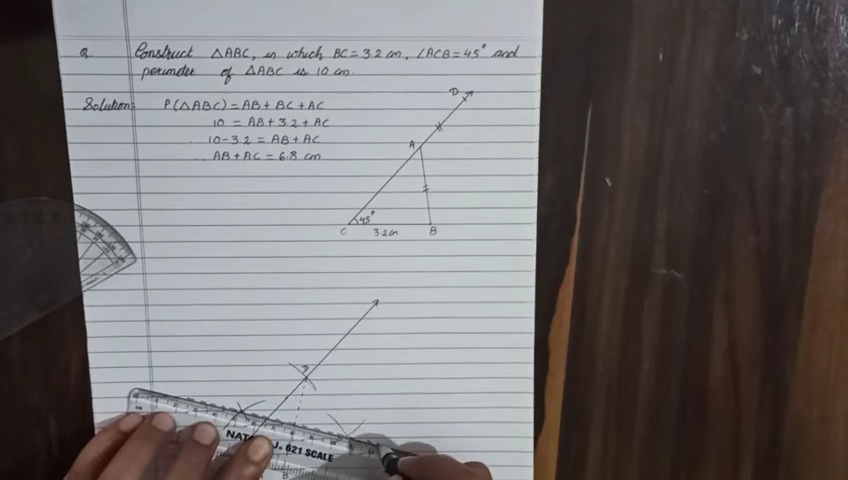 Q. Construct △ABC, in which BC = 3.2 cm, ∠ACB = 45° and
perimeter of △ABC is 10 cm.
Solution: P(△ABC) = AB + BC + AC
10 = AB + 3.2 + AC
10 - 3.2 = AB + AC
∴ AB + AC = 6.8 cm
D
A
45°
C 3.2 cm B
D
621 SCALE
B